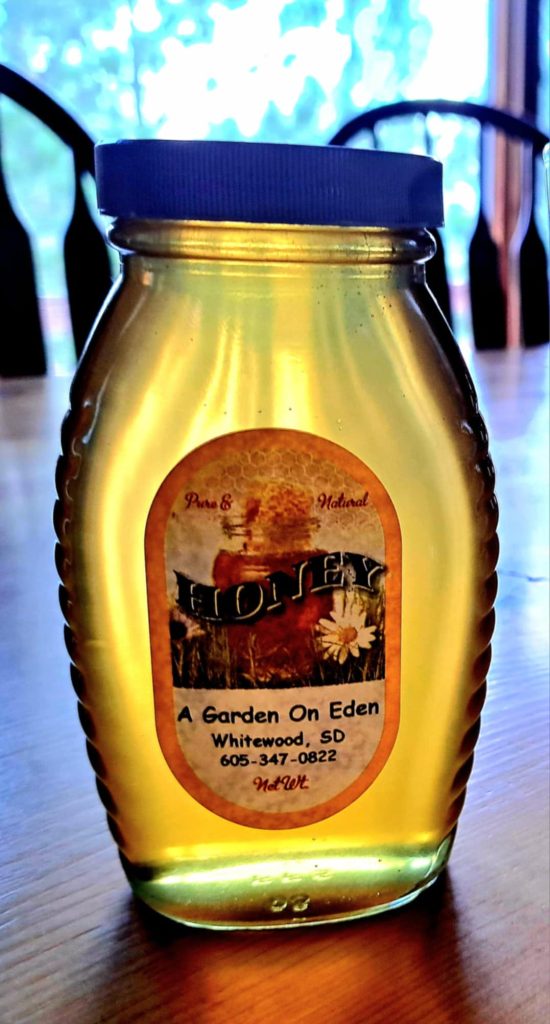 Pure & Natural
HONEY
A Garden On Eden
Whitewood, SD
605-347-0822
Net Wt.